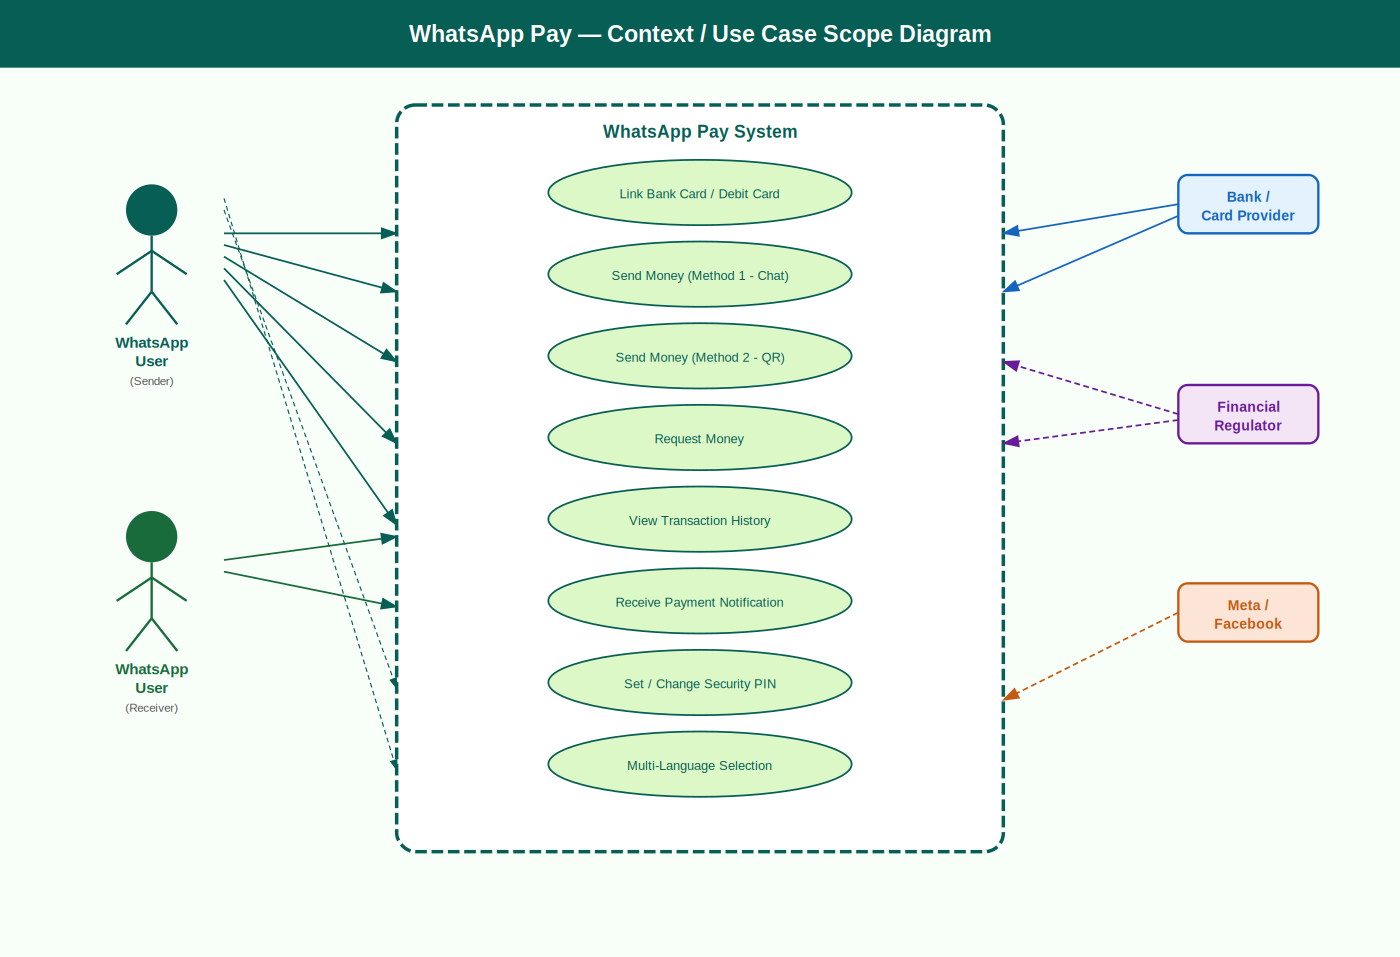 WhatsApp Pay — Context / Use Case Scope Diagram
WhatsApp Pay System
Link Bank Card / Debit Card
Send Money (Method 1 - Chat)
Send Money (Method 2 - QR)
Request Money
View Transaction History
Receive Payment Notification
Set / Change Security PIN
Multi-Language Selection
WhatsApp
User
(Sender)
WhatsApp
User
(Receiver)
Bank /
Card Provider
Financial
Regulator
Meta /
Facebook